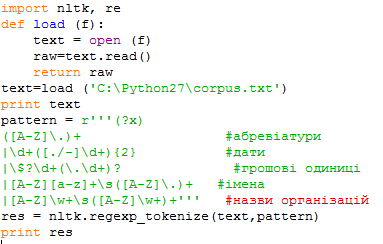 import nltk, re
def load (f):
    text = open (f)
    raw=text.read()
    return raw
text=load ('C:\Python27\corpus.txt')
print text
pattern = r'''(?x)
([A-Z]\.)+                   #абревіатури
|\d+([./-]\d+){2}            #дати
|\$?\d+(\.\d+)?               #грошові одиниці
|[A-Z][a-z]+\s([A-Z]\.)+   #імена
|[A-Z]\w+\s([A-Z]\w+)+'''   #назви організацій
res = nltk.regexp_tokenize(text,pattern)
print res